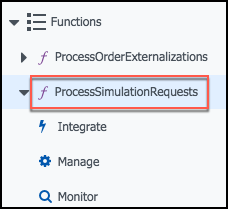 Functions
ƒ ProcessOrderExternalizations
ƒ ProcessSimulationRequests
Integrate
Manage
Monitor